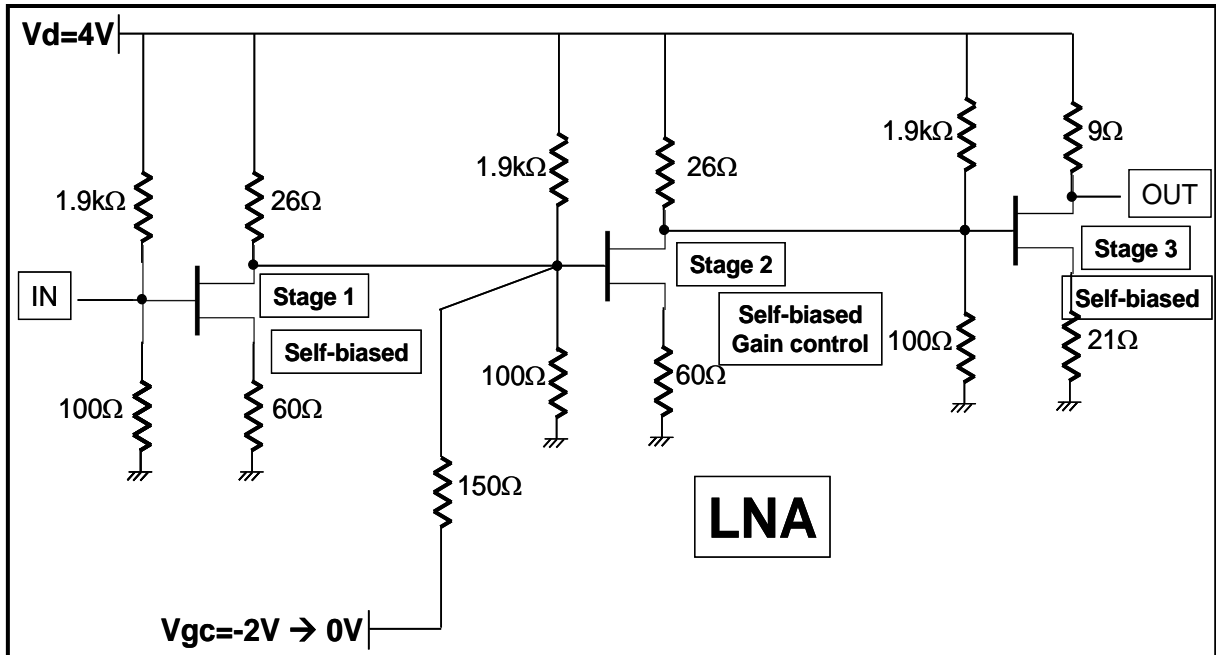 Vd=4V
1.9kΩ
26Ω
1.9kΩ
26Ω
1.9kΩ
9Ω
OUT
IN
Stage 1
Self-biased
Stage 2
Self-biased
Gain control
Stage 3
Self-biased
100Ω
60Ω
100Ω
60Ω
100Ω
21Ω
150Ω
LNA
Vgc=-2V → 0V